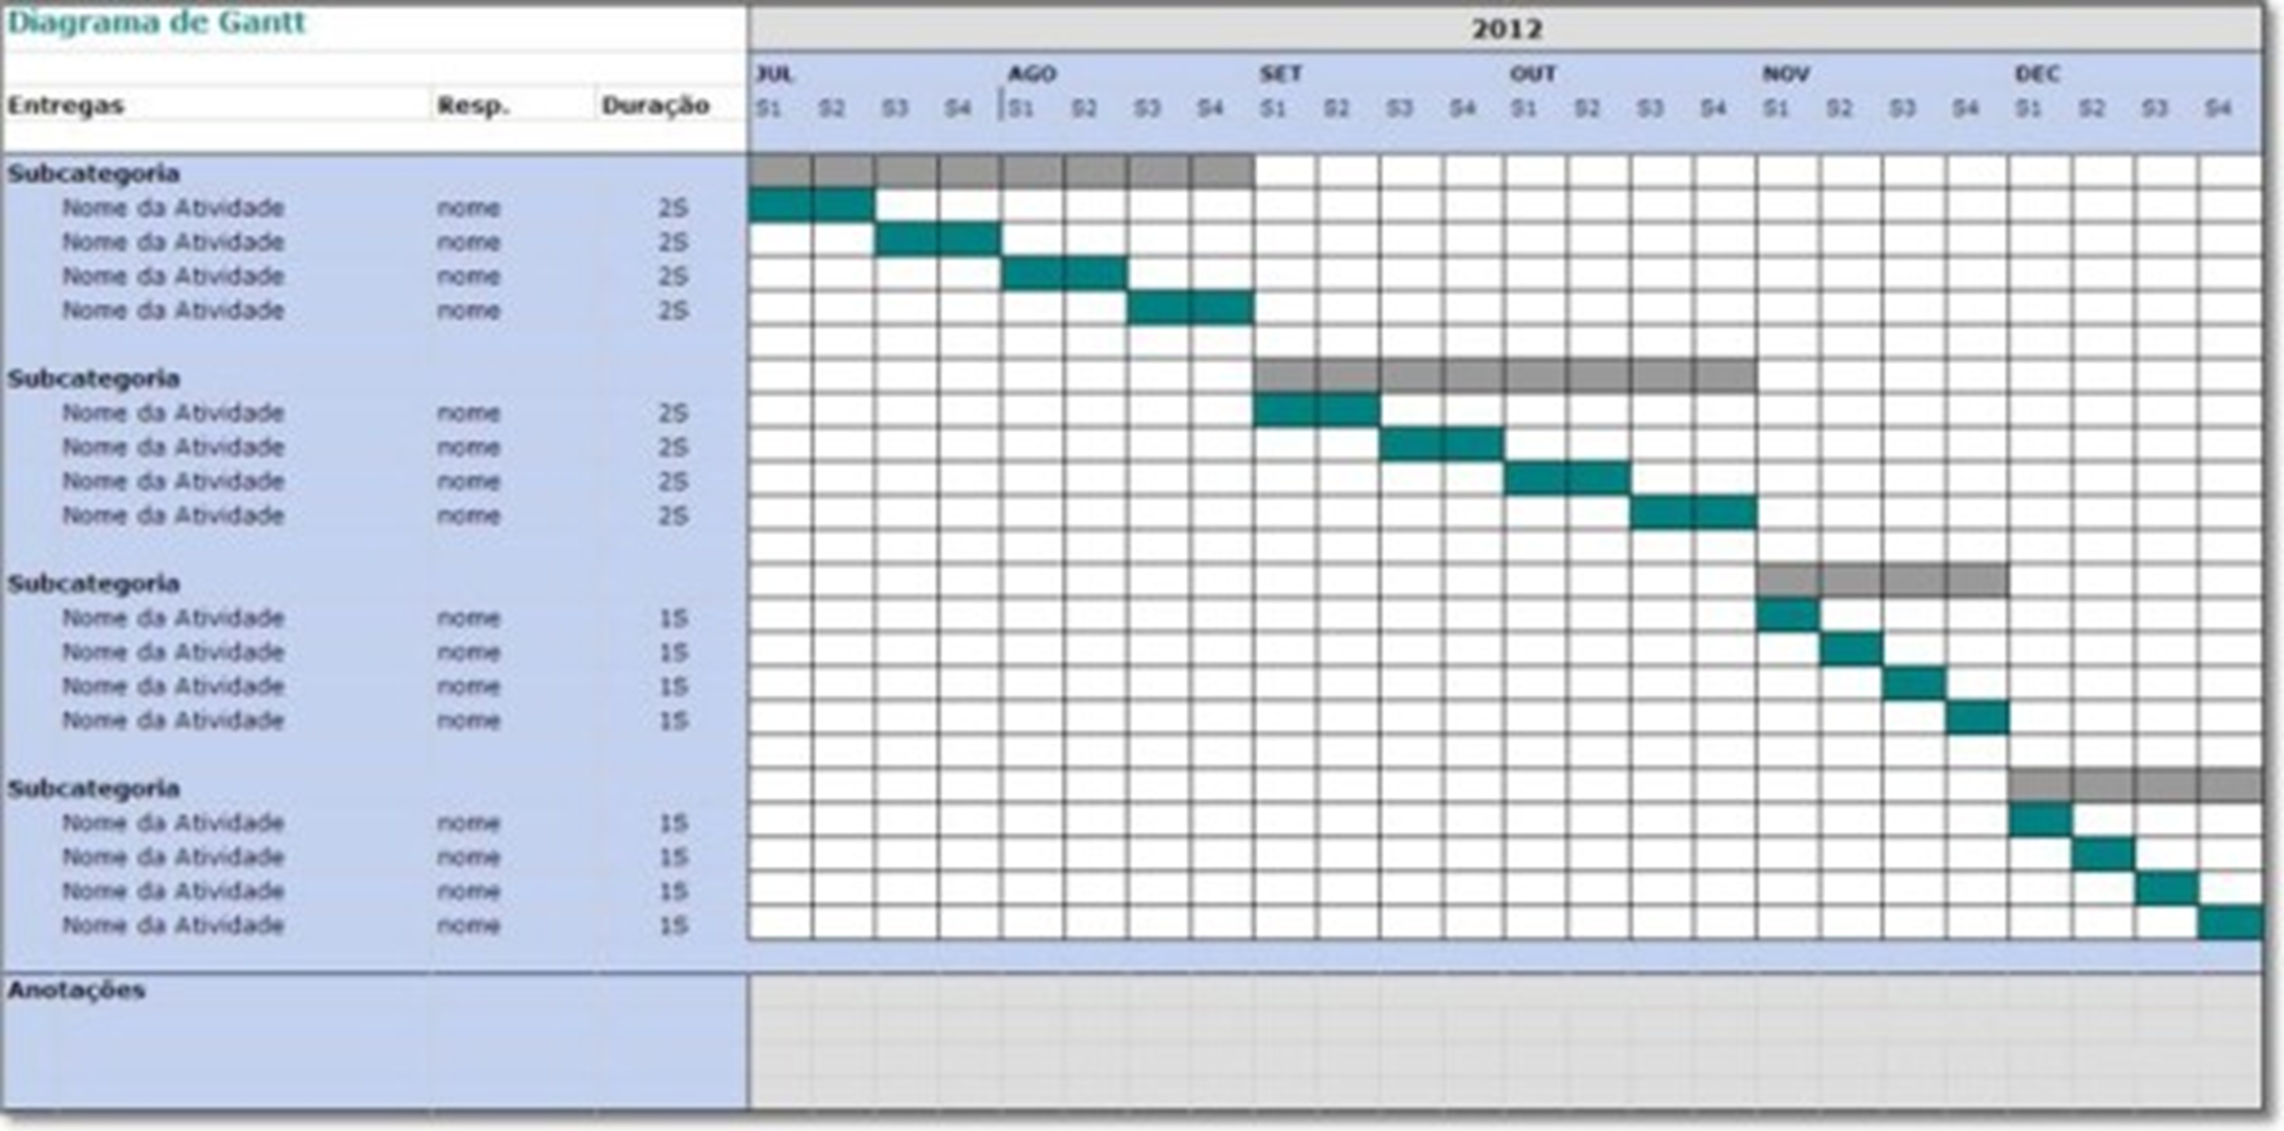 Diagrama de Gantt
2012
JUL AGO SET OUT NOV DEC
Entregas Resp. Duração S1 S2 S3 S4 S1 S2 S3 S4 S1 S2 S3 S4 S1 S2 S3 S4 S1 S2 S3 S4 S1 S2 S3 S4
Subcategoria
Nome da Atividade nome 2S
Nome da Atividade nome 2S
Nome da Atividade nome 2S
Nome da Atividade nome 2S
Subcategoria
Nome da Atividade nome 2S
Nome da Atividade nome 2S
Nome da Atividade nome 2S
Nome da Atividade nome 2S
Subcategoria
Nome da Atividade nome 1S
Nome da Atividade nome 1S
Nome da Atividade nome 1S
Nome da Atividade nome 1S
Subcategoria
Nome da Atividade nome 1S
Nome da Atividade nome 1S
Nome da Atividade nome 1S
Nome da Atividade nome 1S
Anotações